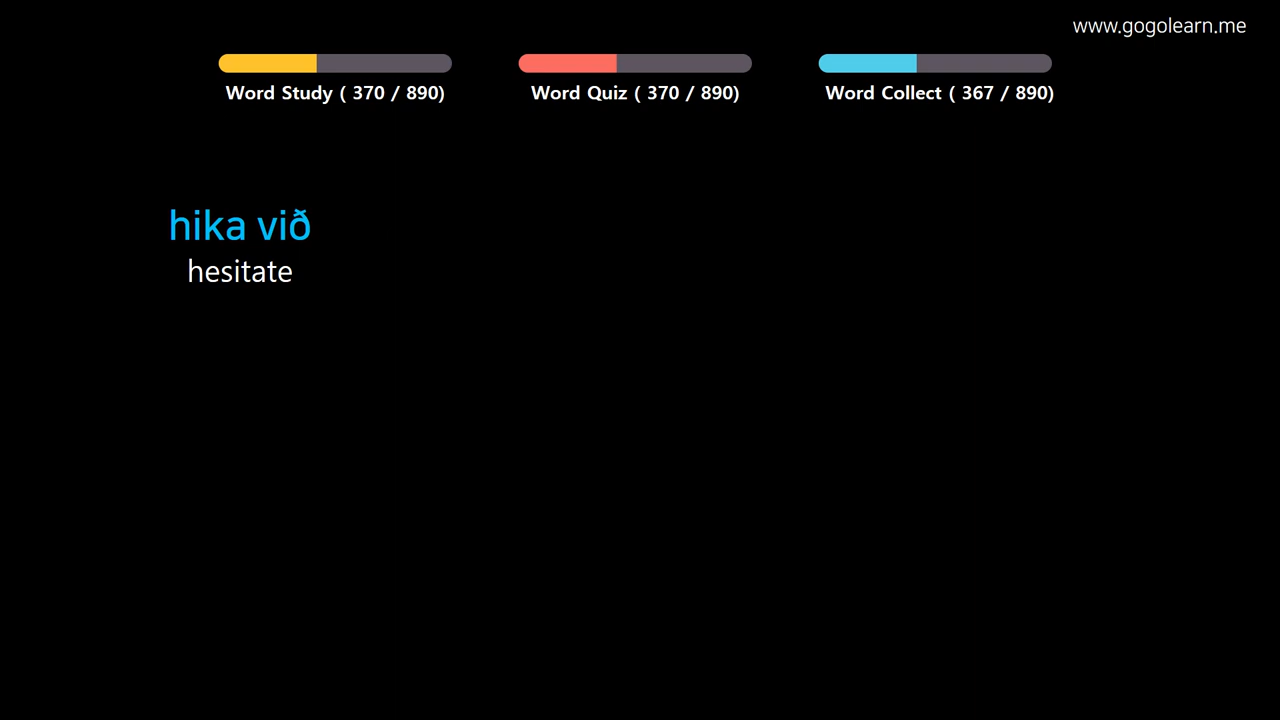 www.gogolearn.me
Word Study ( 370 / 890)
Word Quiz ( 370 / 890)
Word Collect ( 367 / 890)
hika við
hesitate